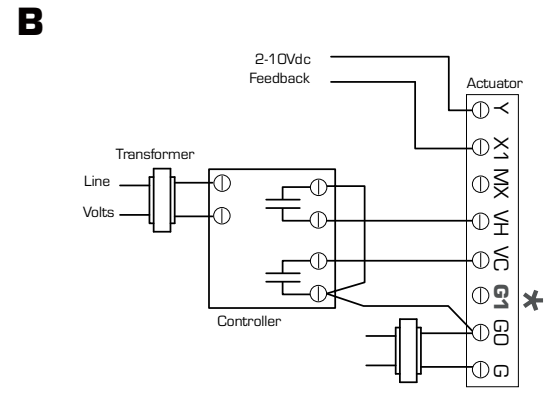 B
2-10Vdc
Feedback
Actuator
Transformer
Line
Volts
Controller
Y
X1
MX
VH
VC
G1 *
G0
G